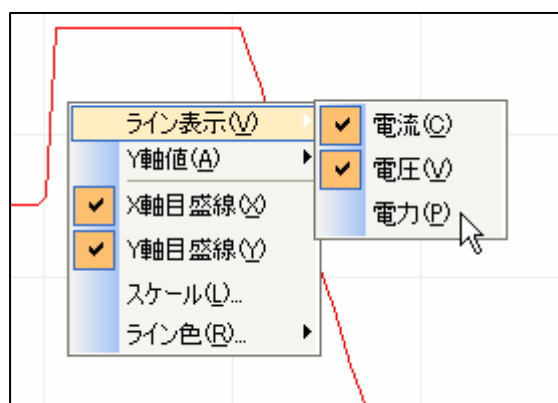 ライン表示(V)
Y軸値(A)
X軸目盛線(X)
Y軸目盛線(Y)
スケール(L)...
ライン色(R)...
電流(C)
電圧(V)
電力(P)